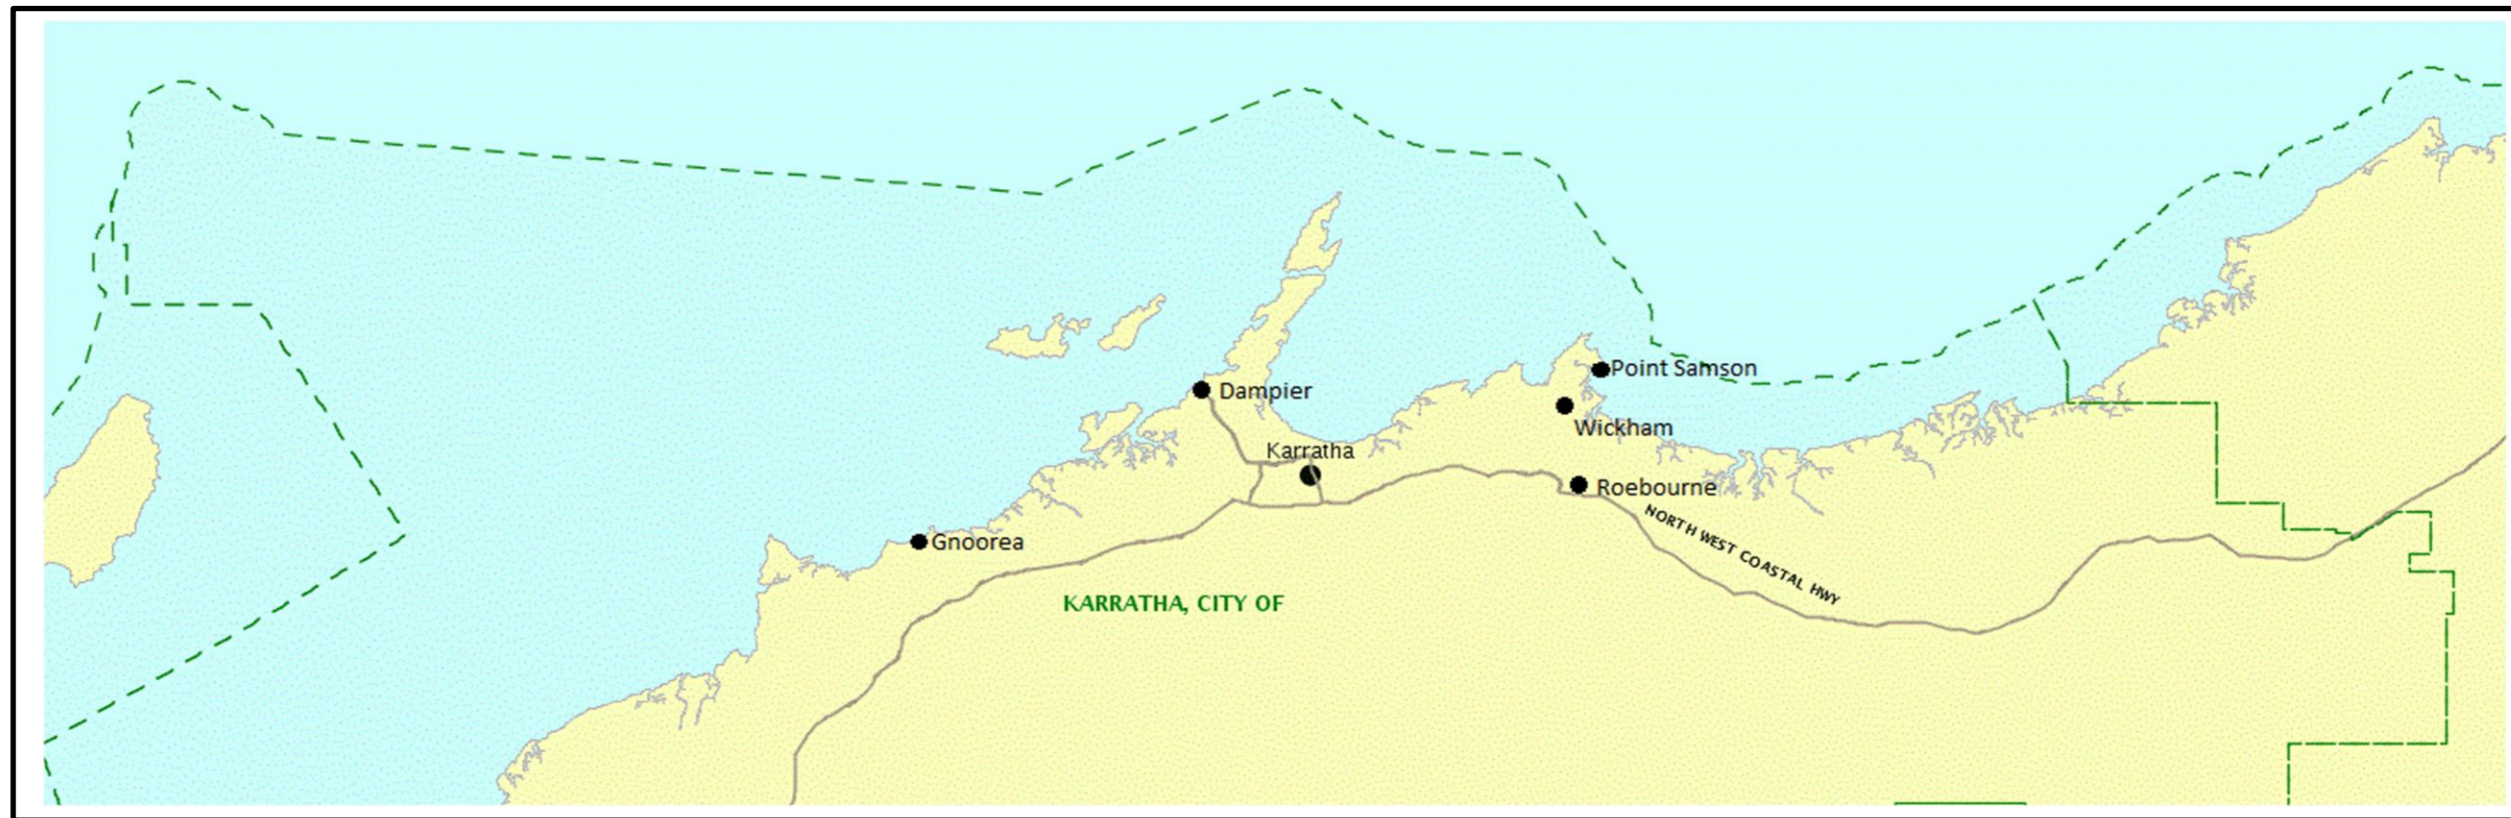 Point Samson
Dampier
Wickham
Karratha
Roebourne
NORTH WEST COASTAL HWY
Gnoorea
KARRATHA, CITY OF